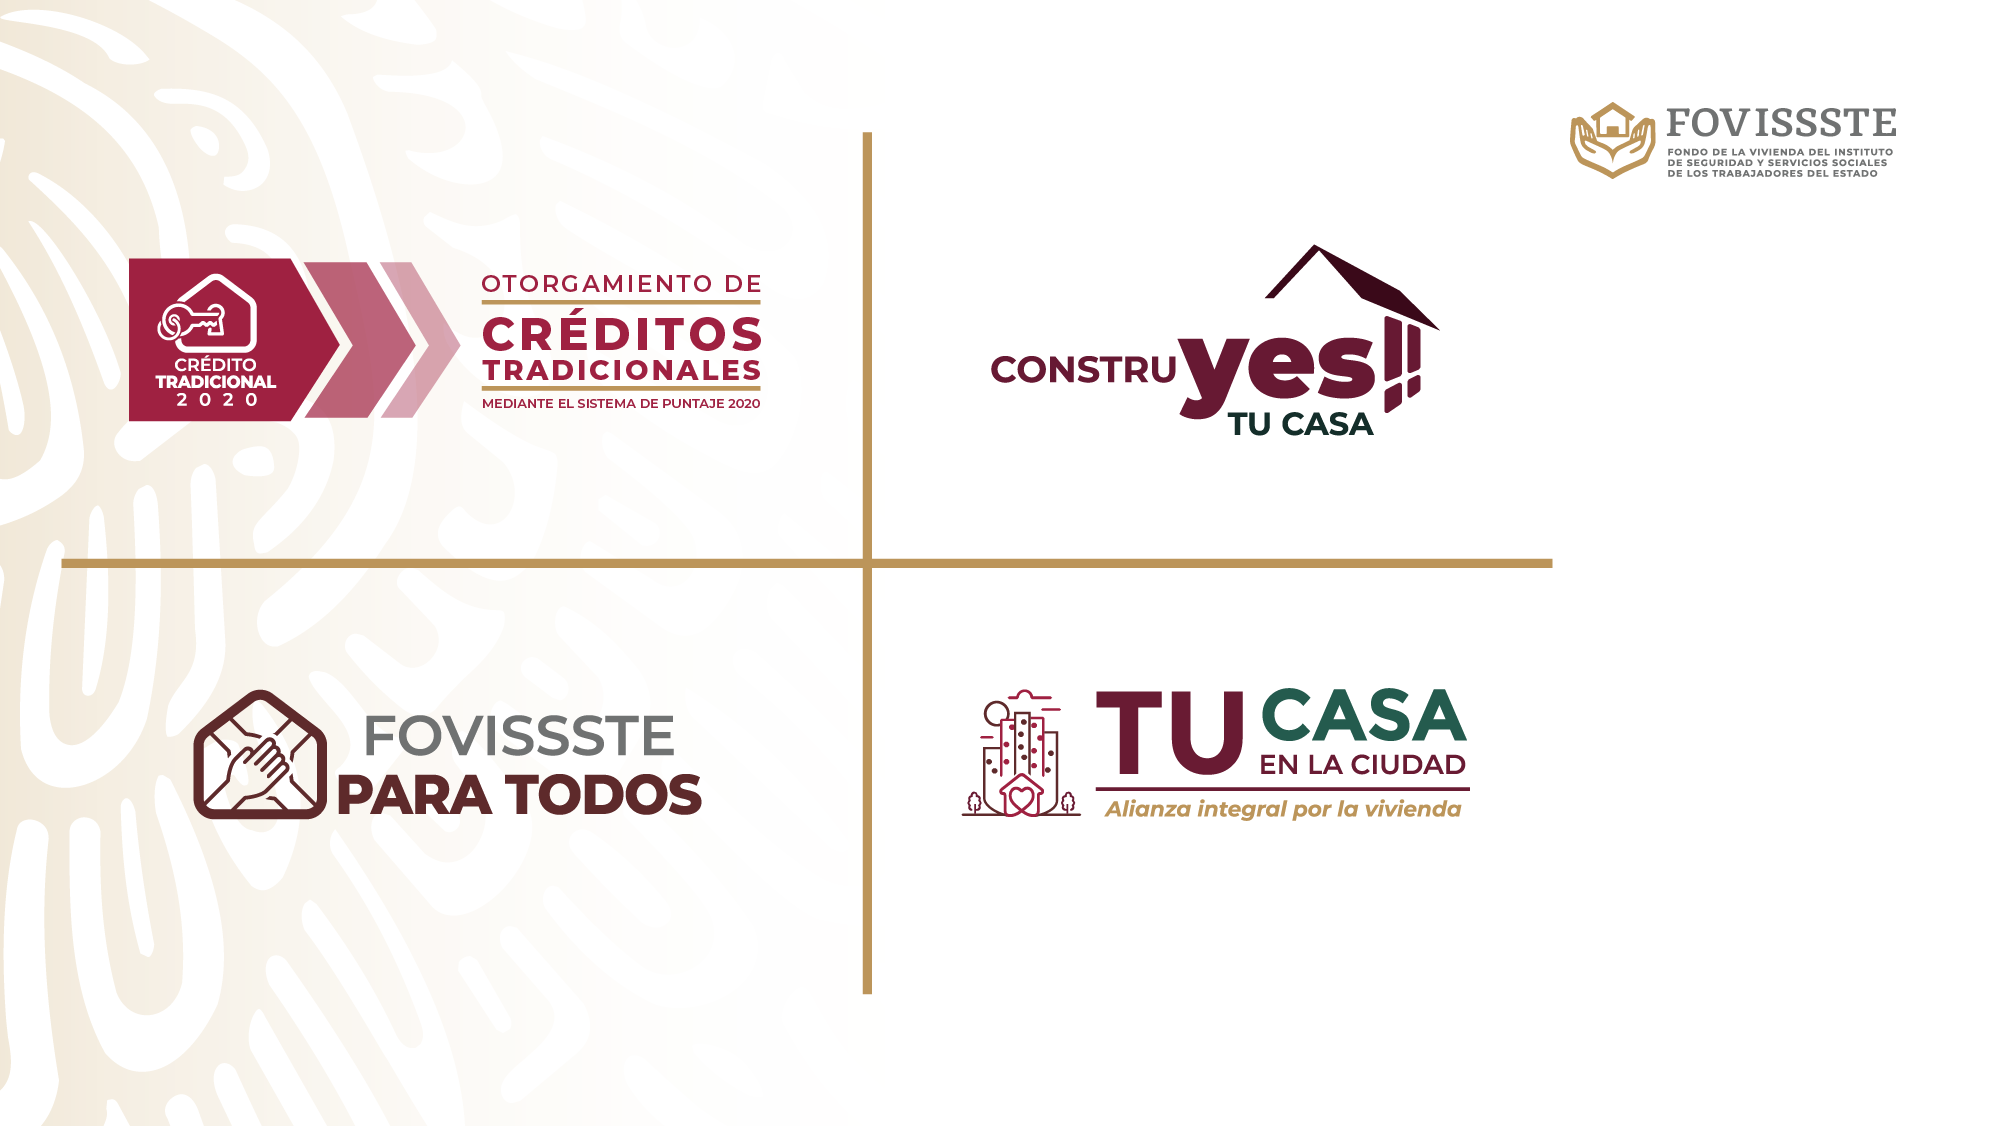 FOVISSSTE
FONDO DE LA VIVIENDA DEL INSTITUTO
DE SEGURIDAD Y SERVICIOS SOCIALES
DE LOS TRABAJADORES DEL ESTADO
CRÉDITO
TRADICIONAL
2020
OTORGAMIENTO DE
CRÉDITOS
TRADICIONALES
MEDIANTE EL SISTEMA DE PUNTAJE 2020
CONSTRUyes!!
TU CASA
FOVISSSTE
PARA TODOS
TU CASA
EN LA CIUDAD
Alianza integral por la vivienda